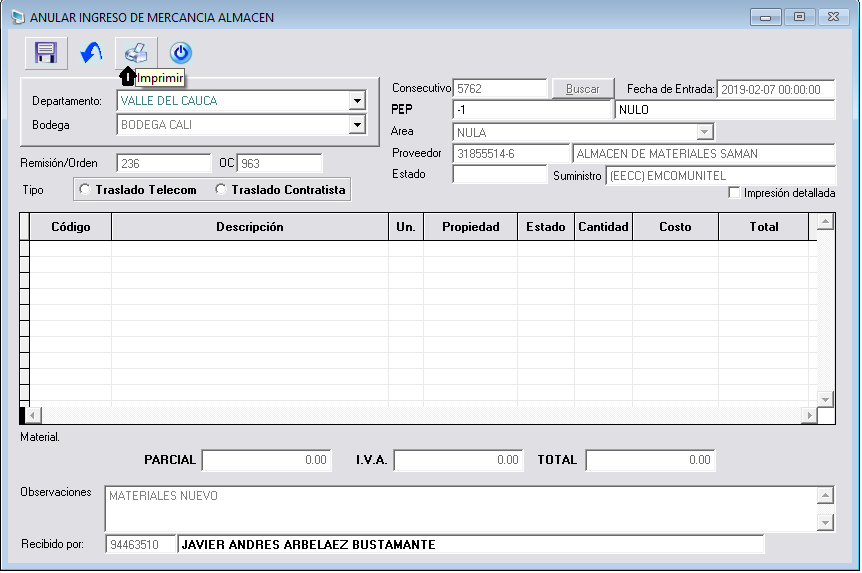 ANULAR INGRESO DE MERCANCIA ALMACEN
Imprimir
Departamento: VALLE DEL CAUCA
Bodega BODEGA CALI
Remisión/Orden 236 OC 963
Tipo Traslado Telecom Traslado Contratista
Consecutivo 5762 Buscar Fecha de Entrada: 2019-02-07 00:00:00
PEP -1 NULO
Area NULA
Proveedor 31855514-6 ALMACEN DE MATERIALES SAMAN
Estado Suministro (EECC) EMCOMUNITEL
Impresión detallada
Código Descripción Un. Propiedad Estado Cantidad Costo Total
Material.
PARCIAL 0.00 I.V.A. 0.00 TOTAL 0.00
Observaciones MATERIALES NUEVO
Recibido por: 94463510 JAVIER ANDRES ARBELAEZ BUSTAMANTE